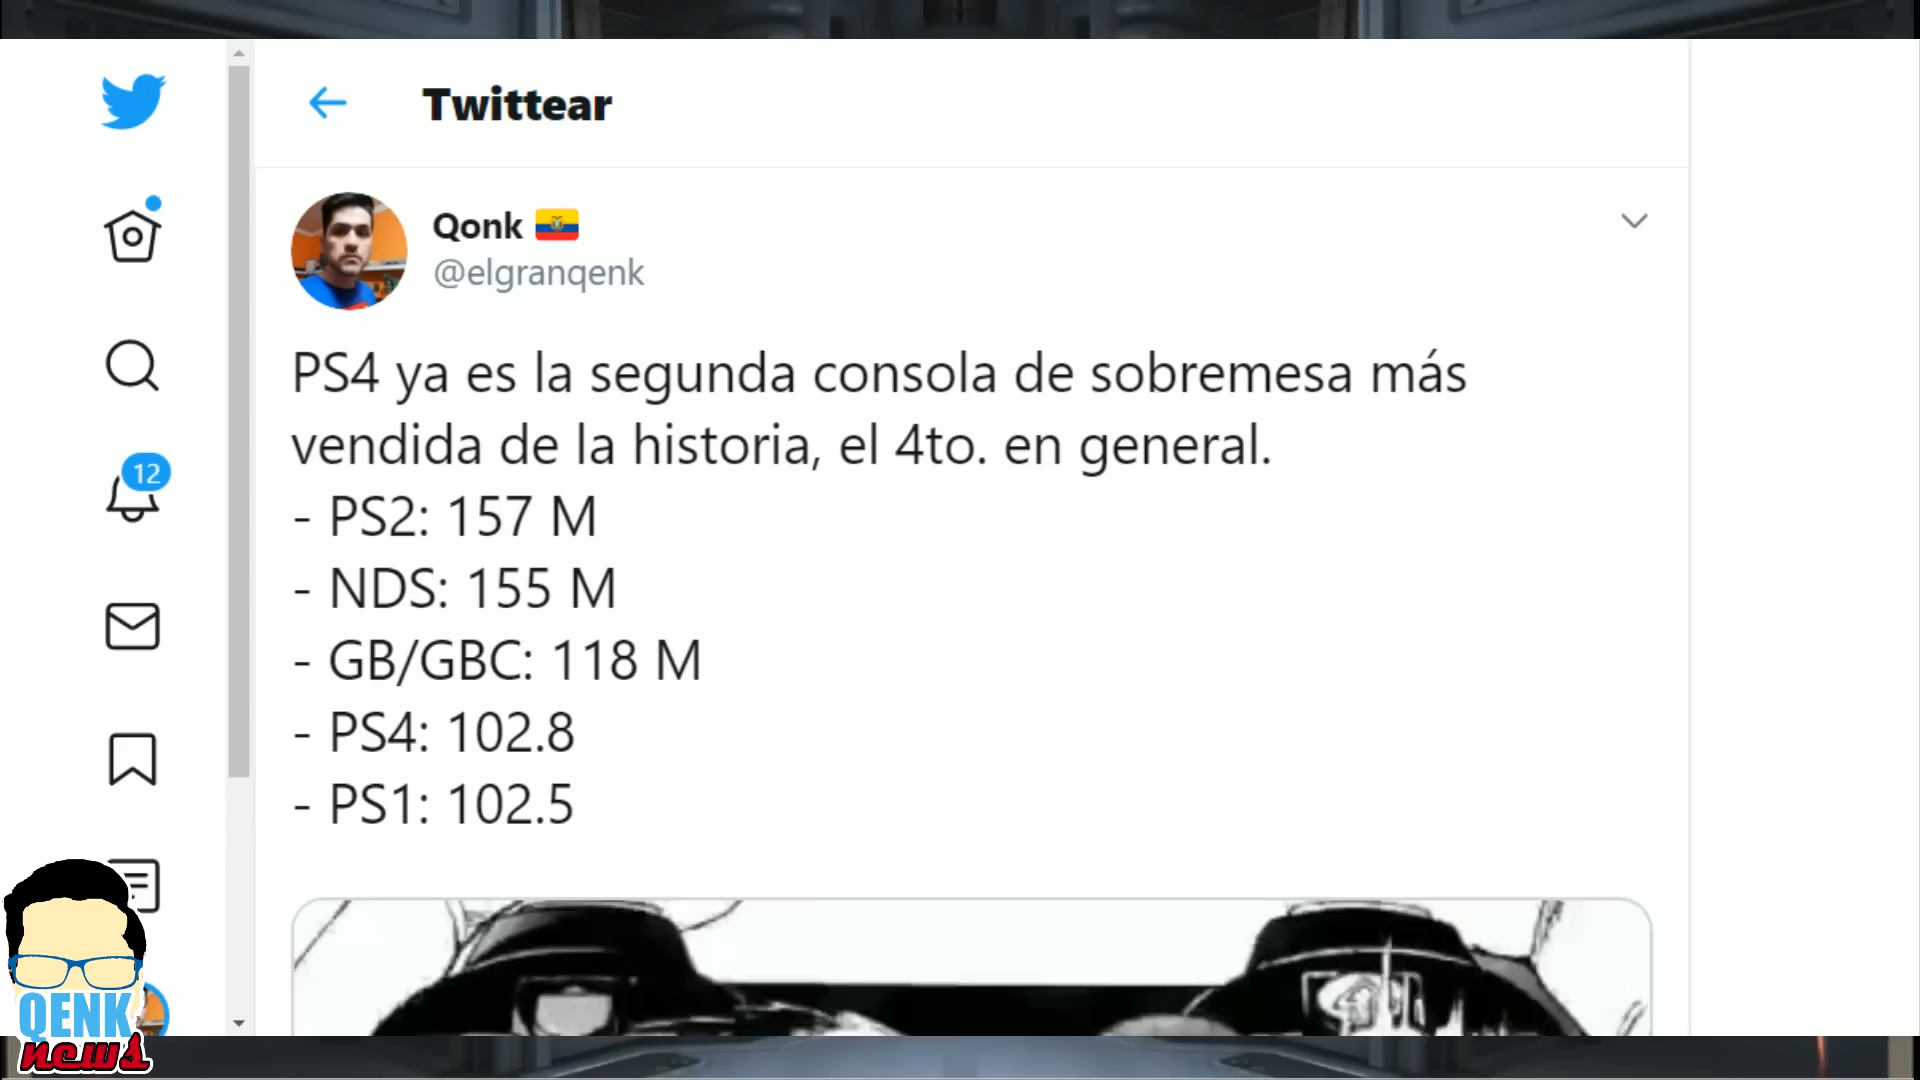 Twittear
Qonk
@elgranqenk
PS4 ya es la segunda consola de sobremesa más
vendida de la historia, el 4to. en general.
- PS2: 157 M
- NDS: 155 M
- GB/GBC: 118 M
- PS4: 102.8
- PS1: 102.5
12
QENK
news